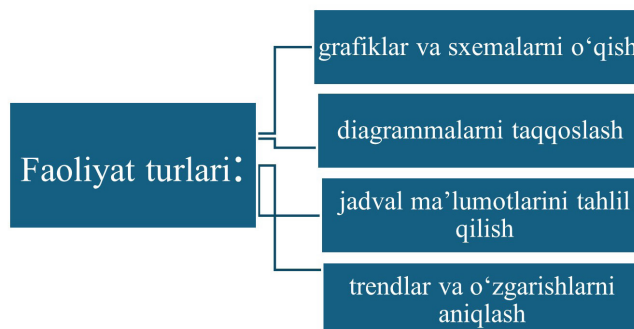 Faoliyat turlari:
grafiklar va sxemalarni o‘qish
diagrammalarni taqqoslash
jadval ma’lumotlarini tahlil
qilish
trendlar va o‘zgarishlarni
aniqlash